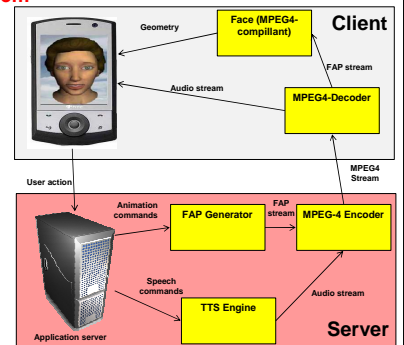 Client
Geometry
Face (MPEG4-
compillant)
FAP stream
Audio stream
MPEG4-Decoder
MPEG4
Stream
User action
Animation
commands
FAP Generator
FAP
stream
MPEG-4 Encoder
Speech
commands
TTS Engine
Audio stream
Application server
Server